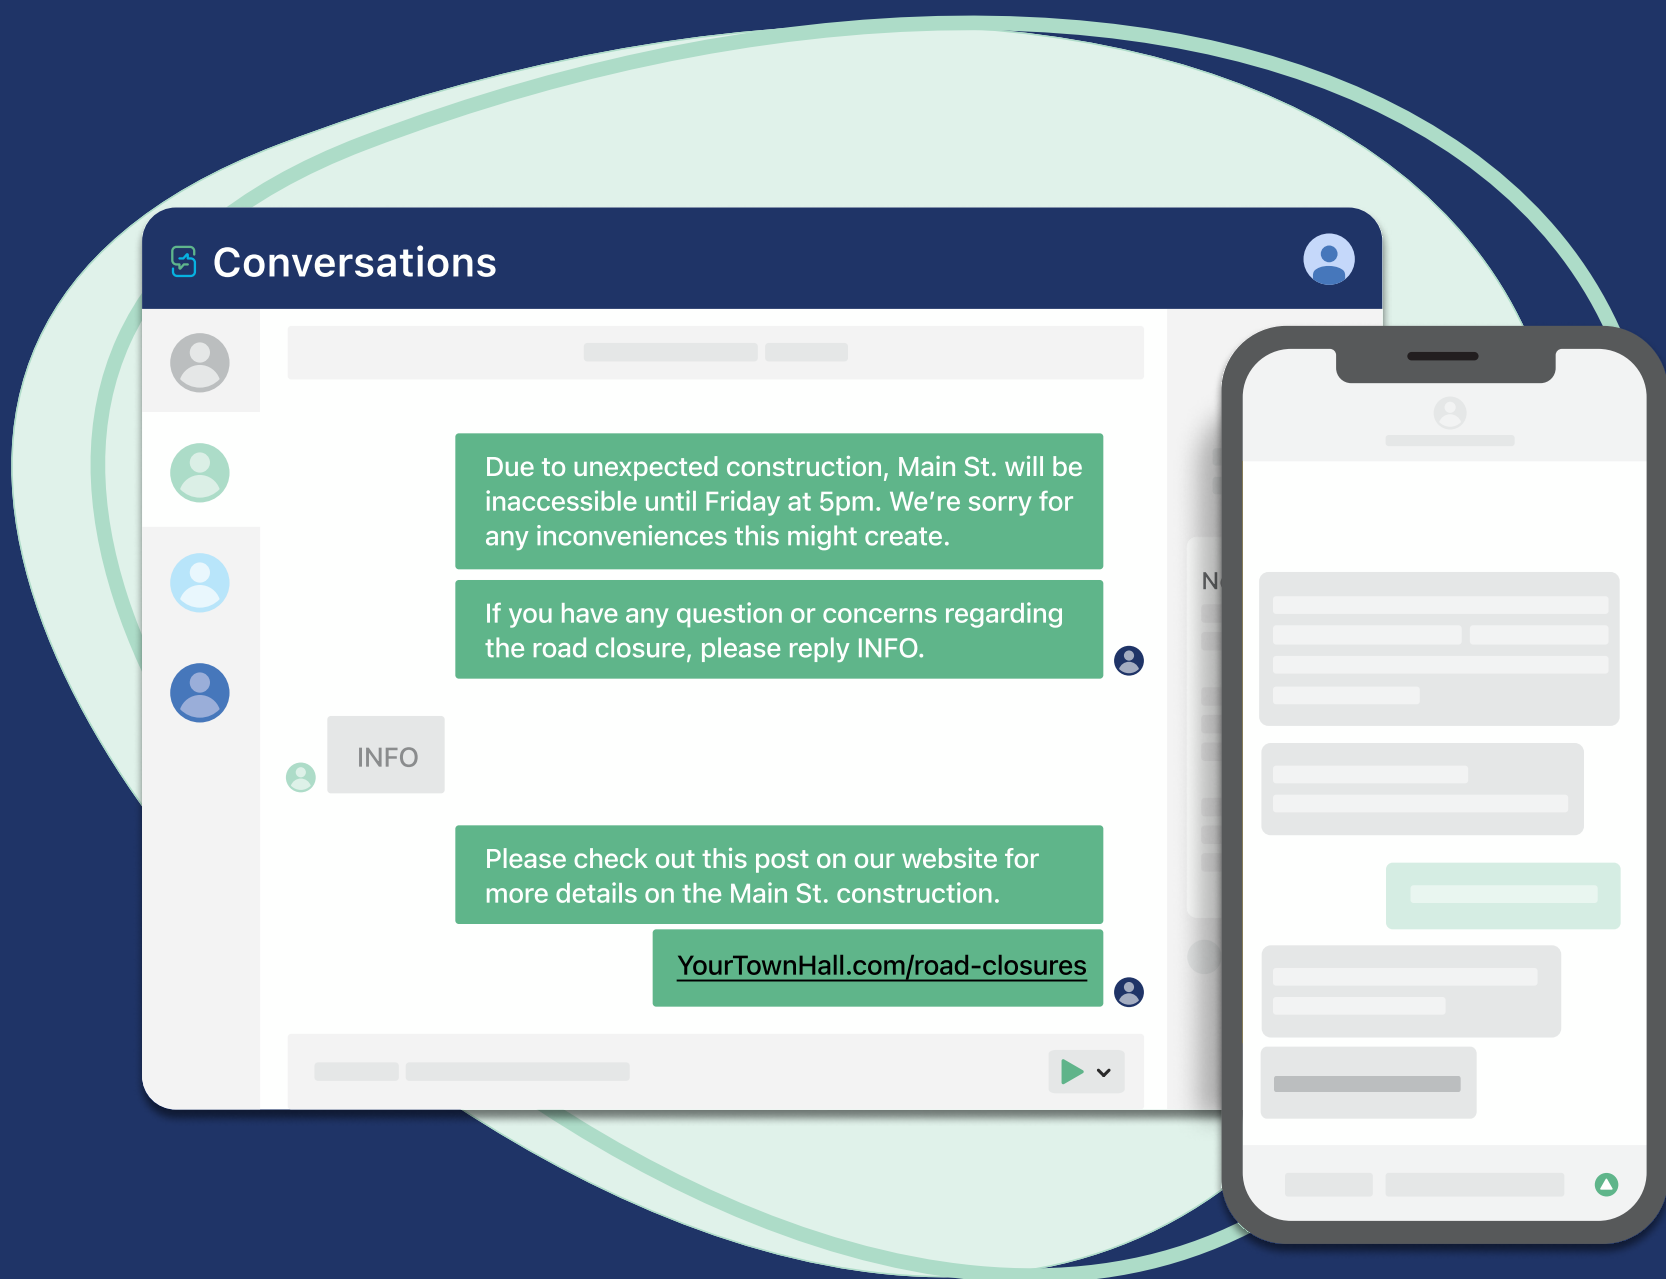 Conversations
Due to unexpected construction, Main St. will be
inaccessible until Friday at 5pm. We’re sorry for
any inconveniences this might create.
If you have any question or concerns regarding
the road closure, please reply INFO.
INFO
Please check out this post on our website for
more details on the Main St. construction.
YourTownHall.com/road-closures